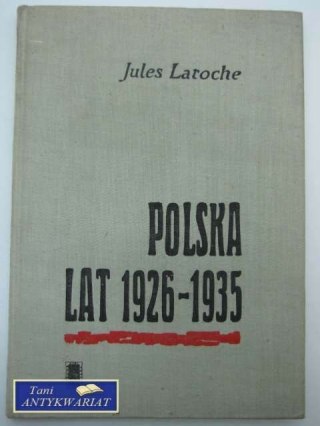 Jules Laroche
POLSKA
LAT 1926-1935
Tani
ANTYKWARIAT